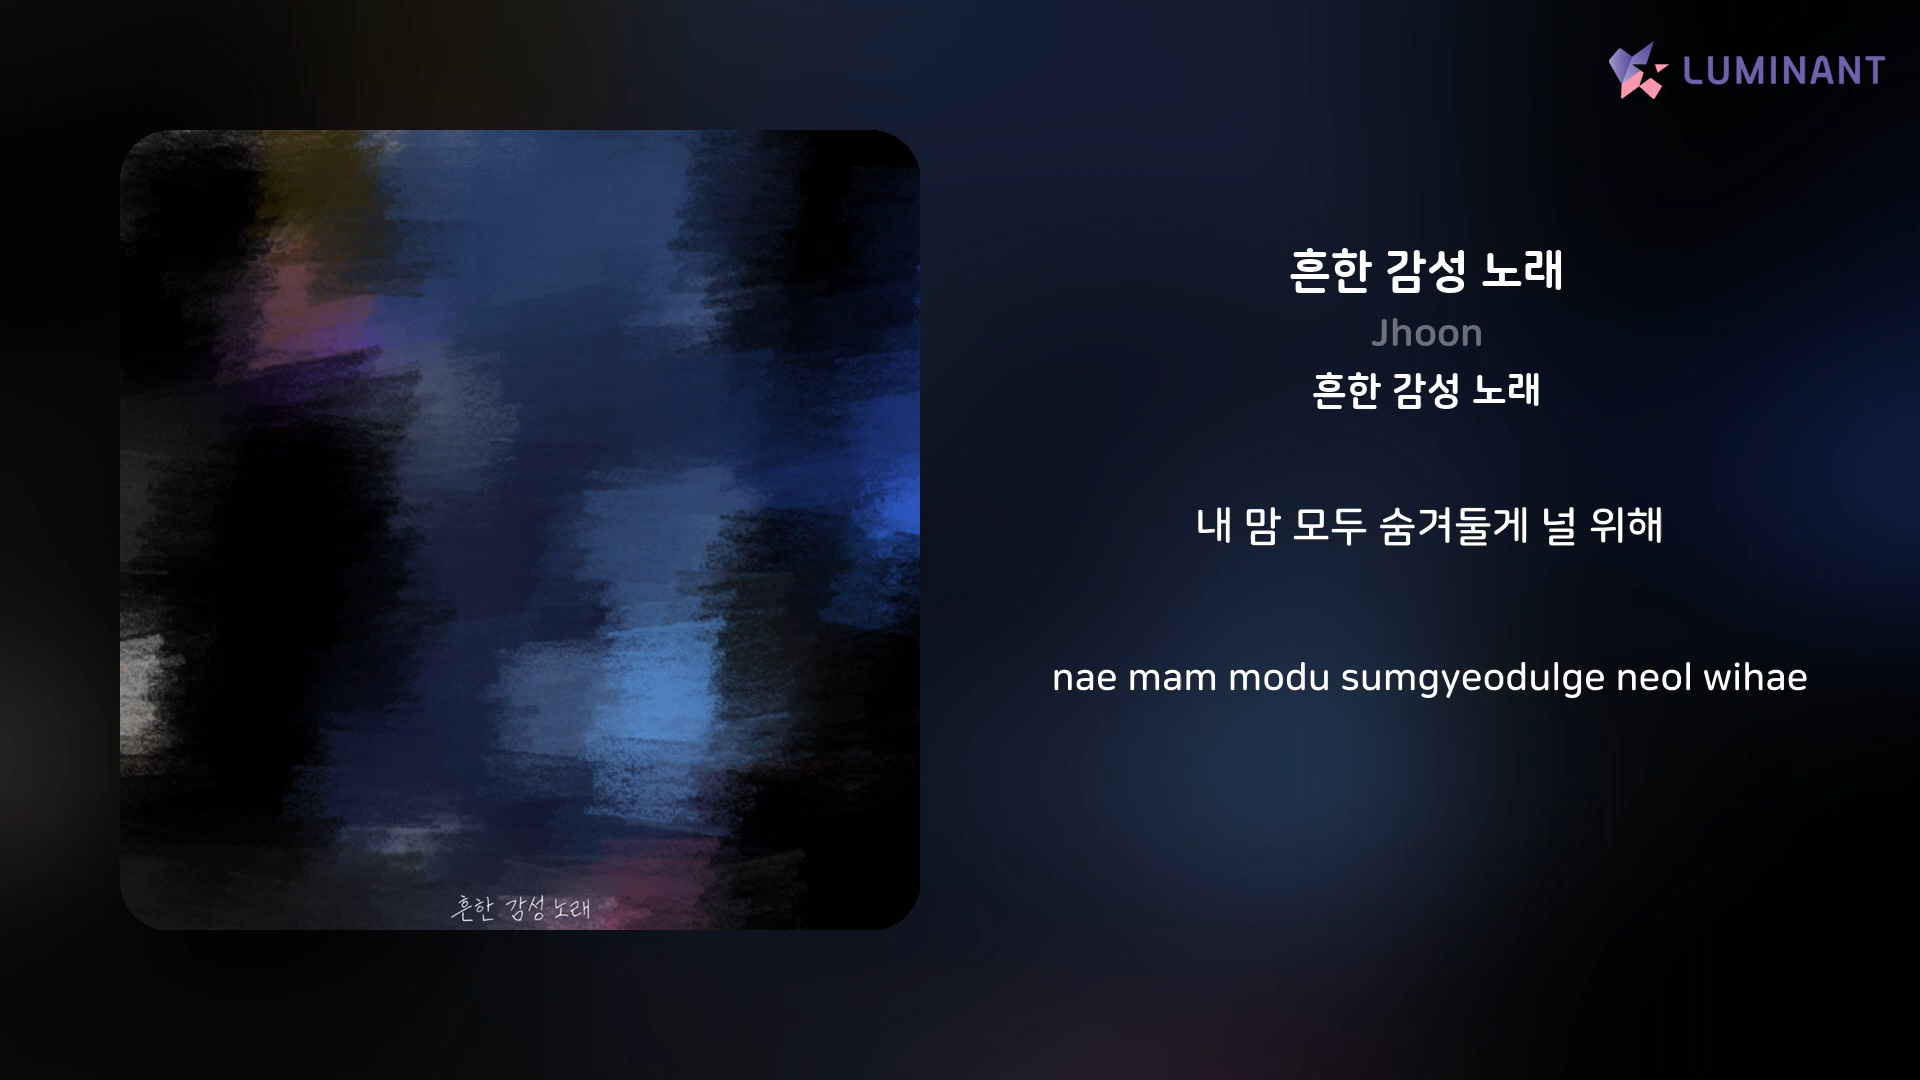 LUMINANT
흔한 감성 노래
Jhoon
흔한 감성 노래
내 맘 모두 숨겨둘게 널 위해
nae mam modu sumgyeodulge neol wihae
흔한 감성 노래